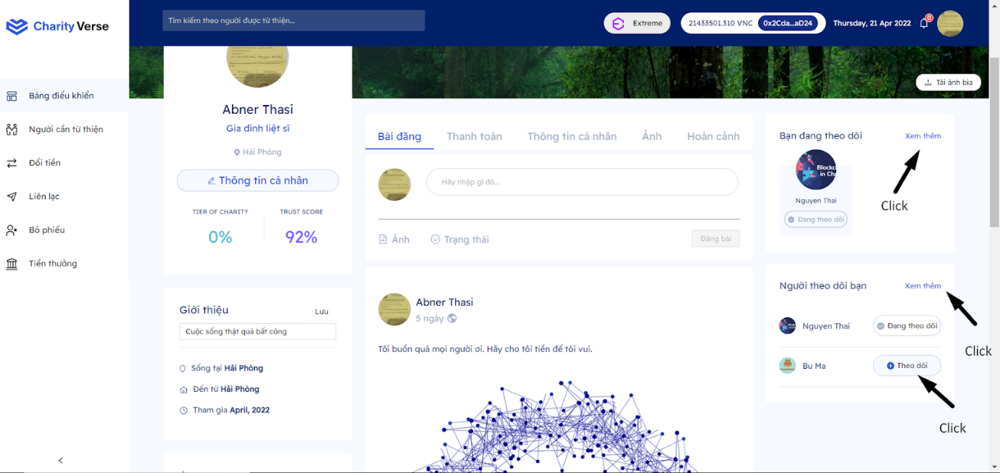 Charity Verse
Tìm kiếm theo người được từ thiện...
Extreme
21433501.310 VNC
0x2Cda...aD24
Thursday, 21 Apr 2022
0
Bảng điều khiển
Người cần từ thiện
Đổi tiền
Liên lạc
Bỏ phiếu
Tiền thưởng
Tải ảnh bìa
Abner Thasi
Gia đình liệt sĩ
Hải Phòng
Thông tin cá nhân
TIER OF CHARITY
TRUST SCORE
0%
92%
Giới thiệu
Lưu
Cuộc sống thật quả bất công
Sống tại Hải Phòng
Đến từ Hải Phòng
Tham gia April, 2022
Bài đăng
Thanh toán
Thông tin cá nhân
Ảnh
Hoàn cảnh
Hãy nhập gì đó...
Ảnh
Trạng thái
Đăng bài
Abner Thasi
5 ngày
Tôi buồn quá mọi người ơi. Hãy cho tôi tiền để tôi vui.
Bạn đang theo dõi
Xem thêm
Blockc
in Cha
Nguyen Thai
Đang theo dõi
Click
Người theo dõi bạn
Xem thêm
Nguyen Thai
Đang theo dõi
Click
Bu Ma
Theo dõi
Click